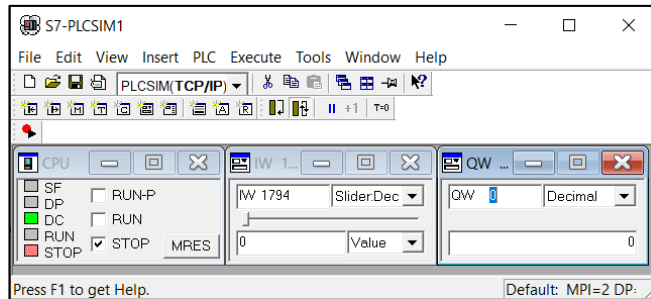 S7-PLCSIM1
File Edit View Insert PLC Execute Tools Window Help
PLCSIM(TCP/IP)
+1 T=0
CPU IW 1... QW ...
SF
DP
DC
RUN
STOP
RUN-P
RUN
STOP MRES
IW 1794 Slider:Dec
0 Value
QW 0 Decimal
0
Press F1 to get Help. Default: MPI=2 DP: